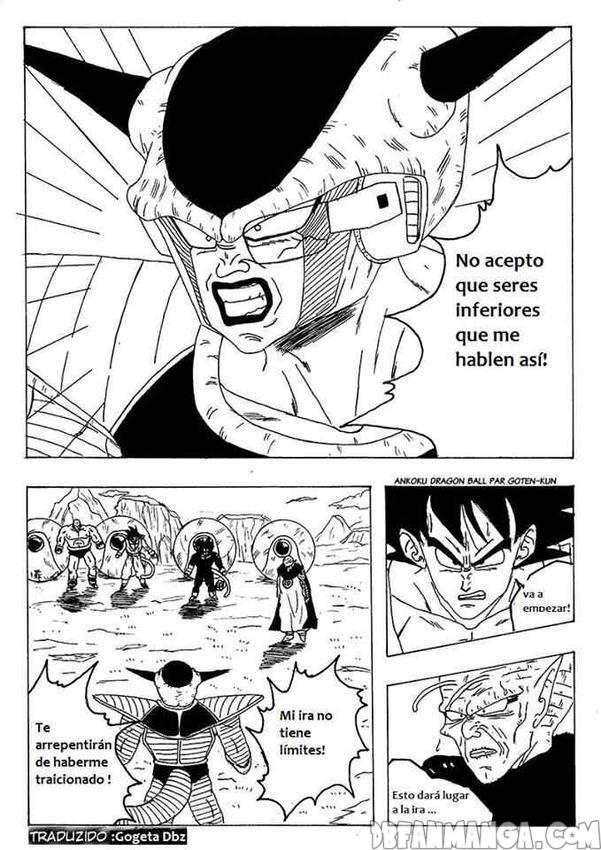 No acepto
que seres
inferiores
que me
hablen así!
ANKOKU DRAGON BALL PAR GOTEN-KUN
va a
empezar!
Te
arrepentirán
de haberme
traicionado !
Mi ira no
tiene
límites!
Esto dará lugar
a la ira ...
TRADUZIDO :Gogeta Dbz
DBFANMANGA.COM